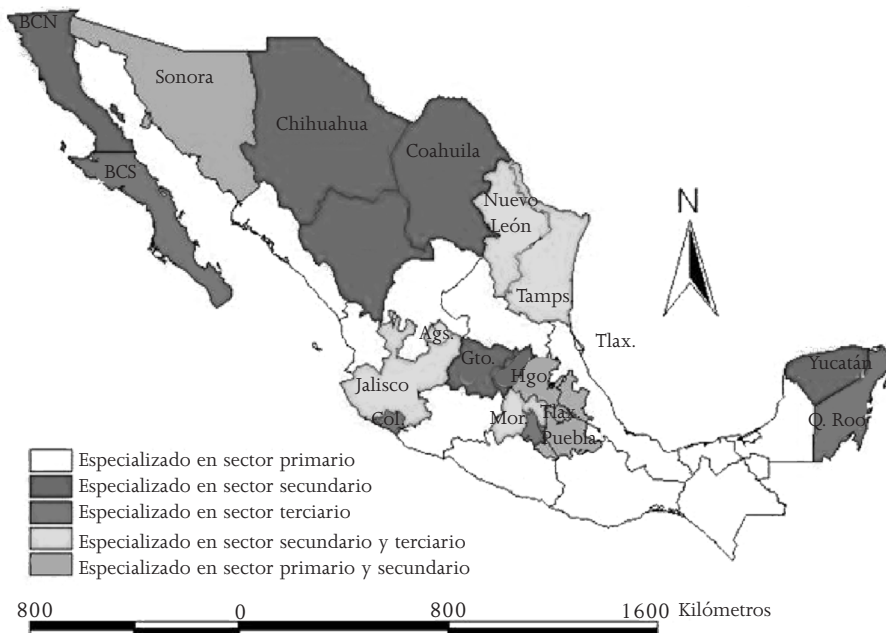 BCN
Sonora
Chihuahua
Coahuila
BCS
Nuevo
León
N
Tamps.
Ags.
Tlax.
Gto.
Hgo.
Yucatán
Jalisco
Col.
Mor.
Tlax.
Puebla
Q. Roo
Especializado en sector primario
Especializado en sector secundario
Especializado en sector terciario
Especializado en sector secundario y terciario
Especializado en sector primario y secundario
800 0 800 1600 Kilómetros